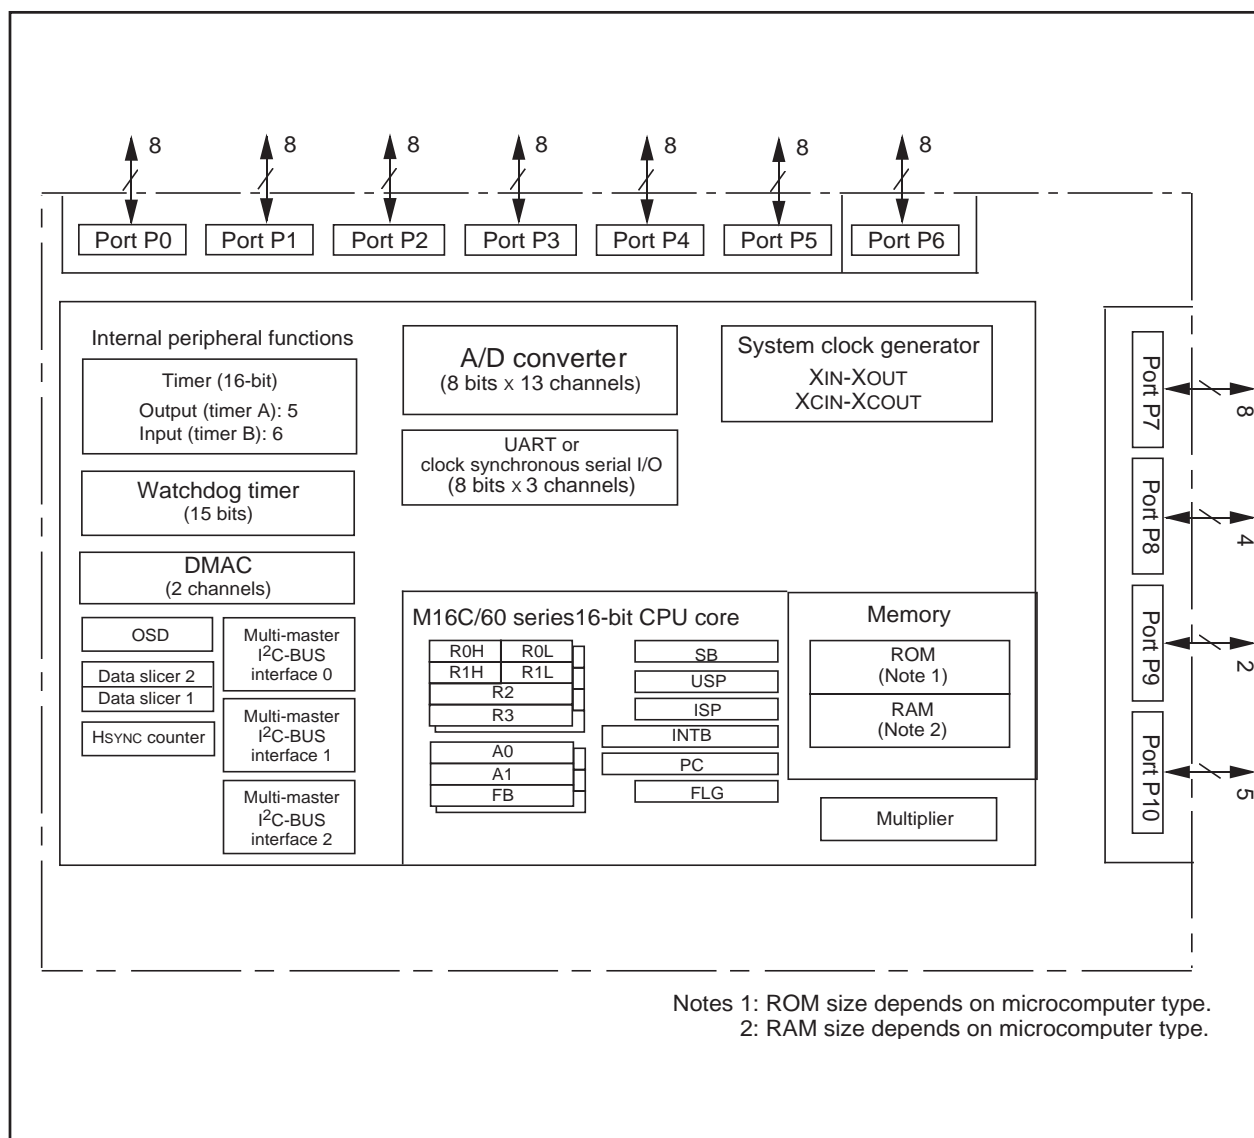 8 8 8 8 8 8 8
Port P0 Port P1 Port P2 Port P3 Port P4 Port P5 Port P6
Internal peripheral functions
Timer (16-bit)
Output (timer A): 5
Input (timer B): 6
Watchdog timer
(15 bits)
DMAC
(2 channels)
OSD
Data slicer 2
Data slicer 1
HSYNC counter
Multi-master
I2C-BUS
interface 0
Multi-master
I2C-BUS
interface 1
Multi-master
I2C-BUS
interface 2
A/D converter
(8 bits x 13 channels)
UART or
clock synchronous serial I/O
(8 bits x 3 channels)
System clock generator
XIN-XOUT
XCIN-XCOUT
M16C/60 series16-bit CPU core
R0H R0L
R1H R1L
R2
R3
A0
A1
FB
SB
USP
ISP
INTB
PC
FLG
Memory
ROM
(Note 1)
RAM
(Note 2)
Multiplier
Port P7
8
Port P8
4
Port P9
2
Port P10
5
Notes 1: ROM size depends on microcomputer type.
2: RAM size depends on microcomputer type.